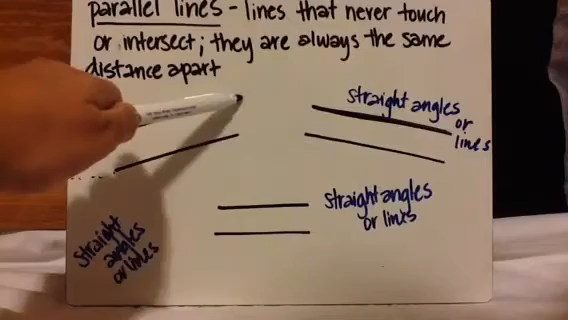 parallel lines - lines that never touch
or intersect; they are always the same
distance apart
straight angles
or
lines
straight angles
or lines
straight
angles
or lines